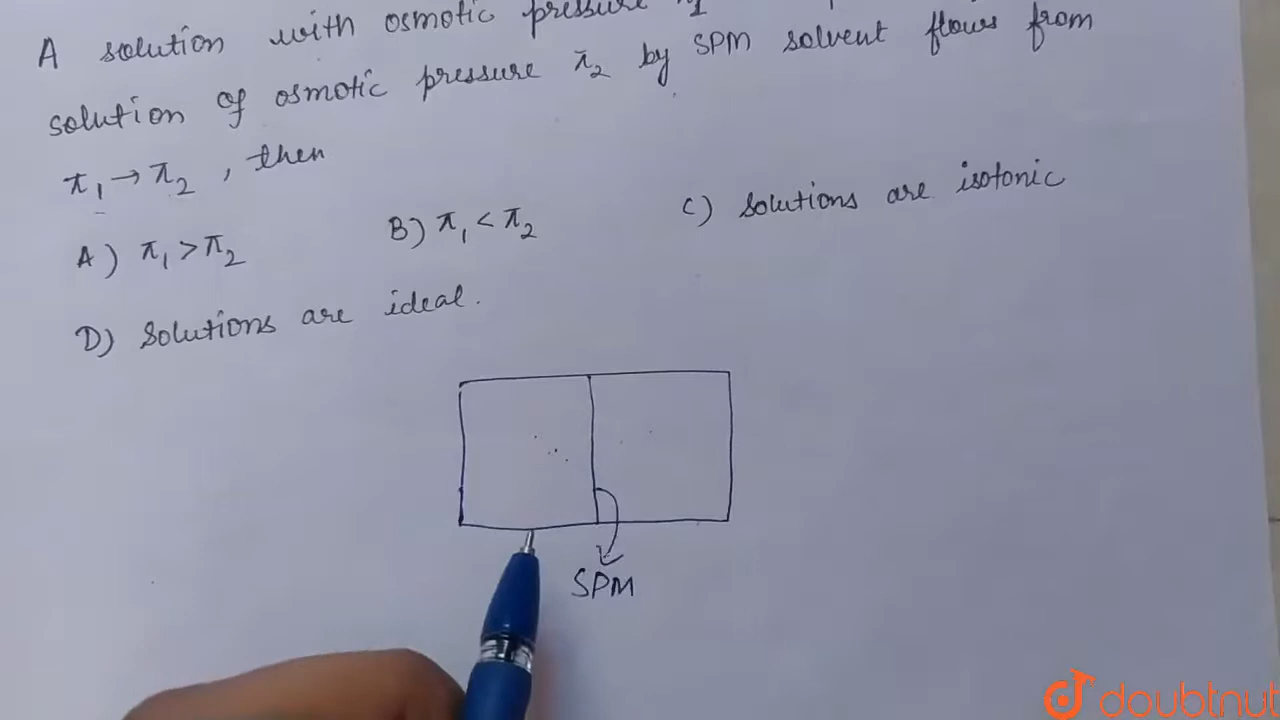 A solution with osmotic pressure
solution of osmotic pressure π₂ by SPM solvent flows from
π₁ → π₂ , then
A) π₁ > π₂ B) π₁ < π₂ C) solutions are isotonic
D) Solutions are ideal.
SPM
doubtnut